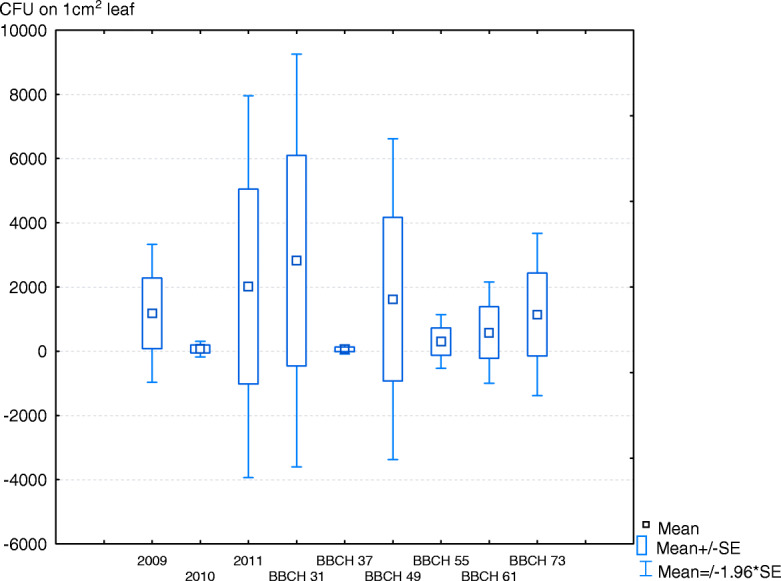 CFU on 1cm² leaf
10000
8000
6000
4000
2000
0
-2000
-4000
-6000
2009 2011 BBCH 37 BBCH 55 BBCH 73
2010 BBCH 31 BBCH 49 BBCH 61
Mean
Mean+/-SE
Mean=/-1.96*SE